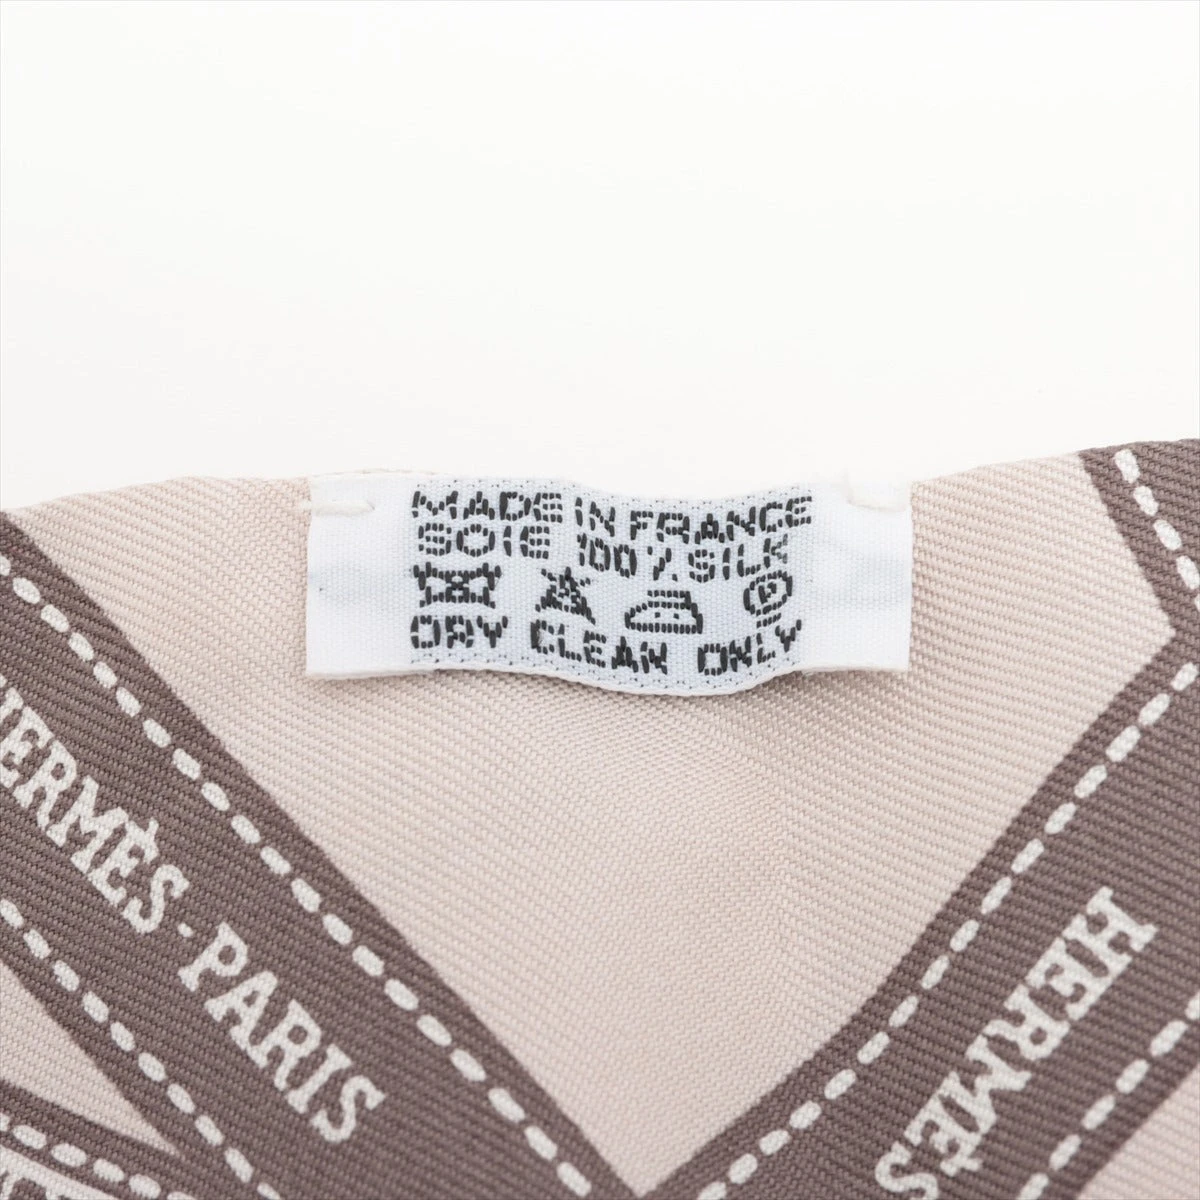 MADE IN FRANCE
SOIE 100% SILK
P
DRY CLEAN ONLY
HERMÈS-PARIS
HERMÈS